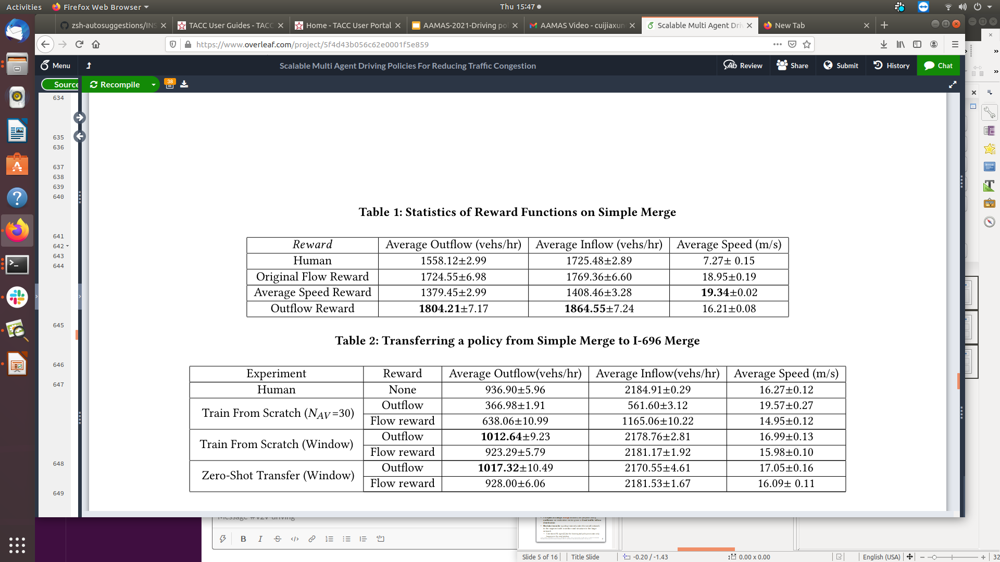 Activities Firefox Web Browser Thu 15:47
zsh-autosuggestions/INS TACC User Guides - TACC Home - TACC User Portal AAMAS-2021-Driving po AAMAS Video - cuijiaxun Scalable Multi Agent Driv New Tab
https://www.overleaf.com/project/5f4d43b056c62e0001f5e859
Menu Scalable Multi Agent Driving Policies For Reducing Traffic Congestion Review Share Submit History Chat
Source Recompile 38
634
635
636
637
638
639
640
641
642
643
644
645
646
647
648
649
Table 1: Statistics of Reward Functions on Simple Merge
Reward Average Outflow (vehs/hr) Average Inflow (vehs/hr) Average Speed (m/s)
Human 1558.12±2.99 1725.48±2.89 7.27± 0.15
Original Flow Reward 1724.55±6.98 1769.36±6.60 18.95±0.19
Average Speed Reward 1379.45±2.99 1408.46±3.28 19.34±0.02
Outflow Reward 1804.21±7.17 1864.55±7.24 16.21±0.08
Table 2: Transferring a policy from Simple Merge to I-696 Merge
Experiment Reward Average Outflow(vehs/hr) Average Inflow(vehs/hr) Average Speed (m/s)
Human None 936.90±5.96 2184.91±0.29 16.27±0.12
Train From Scratch (N_AV=30) Outflow 366.98±1.91 561.60±3.12 19.57±0.27
Flow reward 638.06±10.99 1165.06±10.22 14.95±0.12
Train From Scratch (Window) Outflow 1012.64±9.23 2178.76±2.81 16.99±0.13
Flow reward 923.29±5.79 2181.17±1.92 15.98±0.10
Zero-Shot Transfer (Window) Outflow 1017.32±10.49 2170.55±4.61 17.05±0.16
Flow reward 928.00±6.06 2181.53±1.67 16.09± 0.11
Message #v2v-driving
Slide 5 of 16 Title Slide -0.20 / -1.43 0.00 x 0.00 English (USA) 32